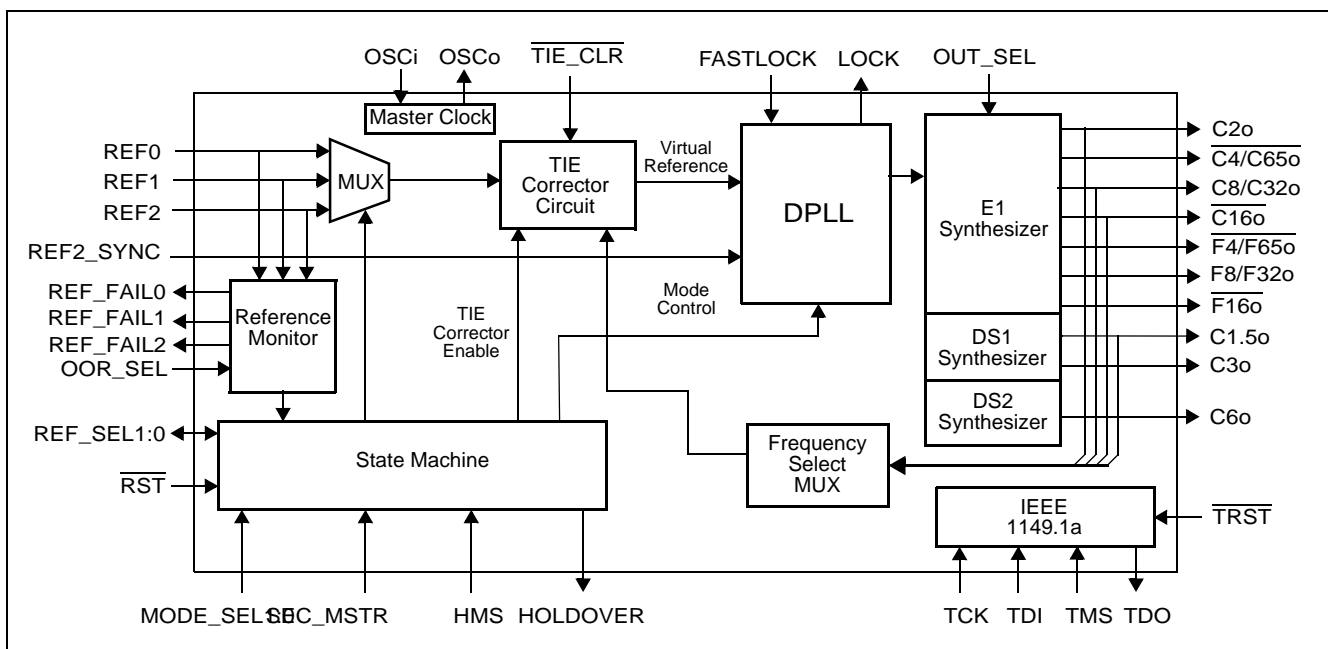 OSCi
OSCo
TIE_CLR
FASTLOCK
LOCK
OUT_SEL
Master Clock
REF0
REF1
REF2
REF2_SYNC
MUX
TIE
Corrector
Circuit
Virtual
Reference
DPLL
E1
Synthesizer
C2o
C4/C65o
C8/C32o
C16o
F4/F65o
F8/F32o
F16o
REF_FAIL0
REF_FAIL1
REF_FAIL2
OOR_SEL
Reference
Monitor
TIE
Corrector
Enable
Mode
Control
DS1
Synthesizer
C1.5o
C3o
DS2
Synthesizer
C6o
REF_SEL1:0
RST
State Machine
Frequency
Select
MUX
IEEE
1149.1a
TRST
MODE_SEL1:0
SEC_MSTR
HMS
HOLDOVER
TCK
TDI
TMS
TDO